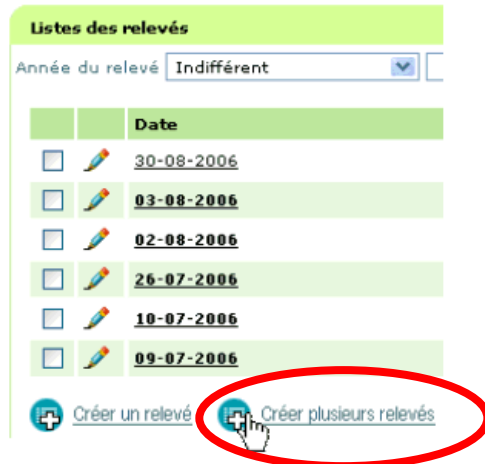 Listes des relevés
Année du relevé Indifférent
Date
30-08-2006
03-08-2006
02-08-2006
26-07-2006
10-07-2006
09-07-2006
Créer un relevé Créer plusieurs relevés